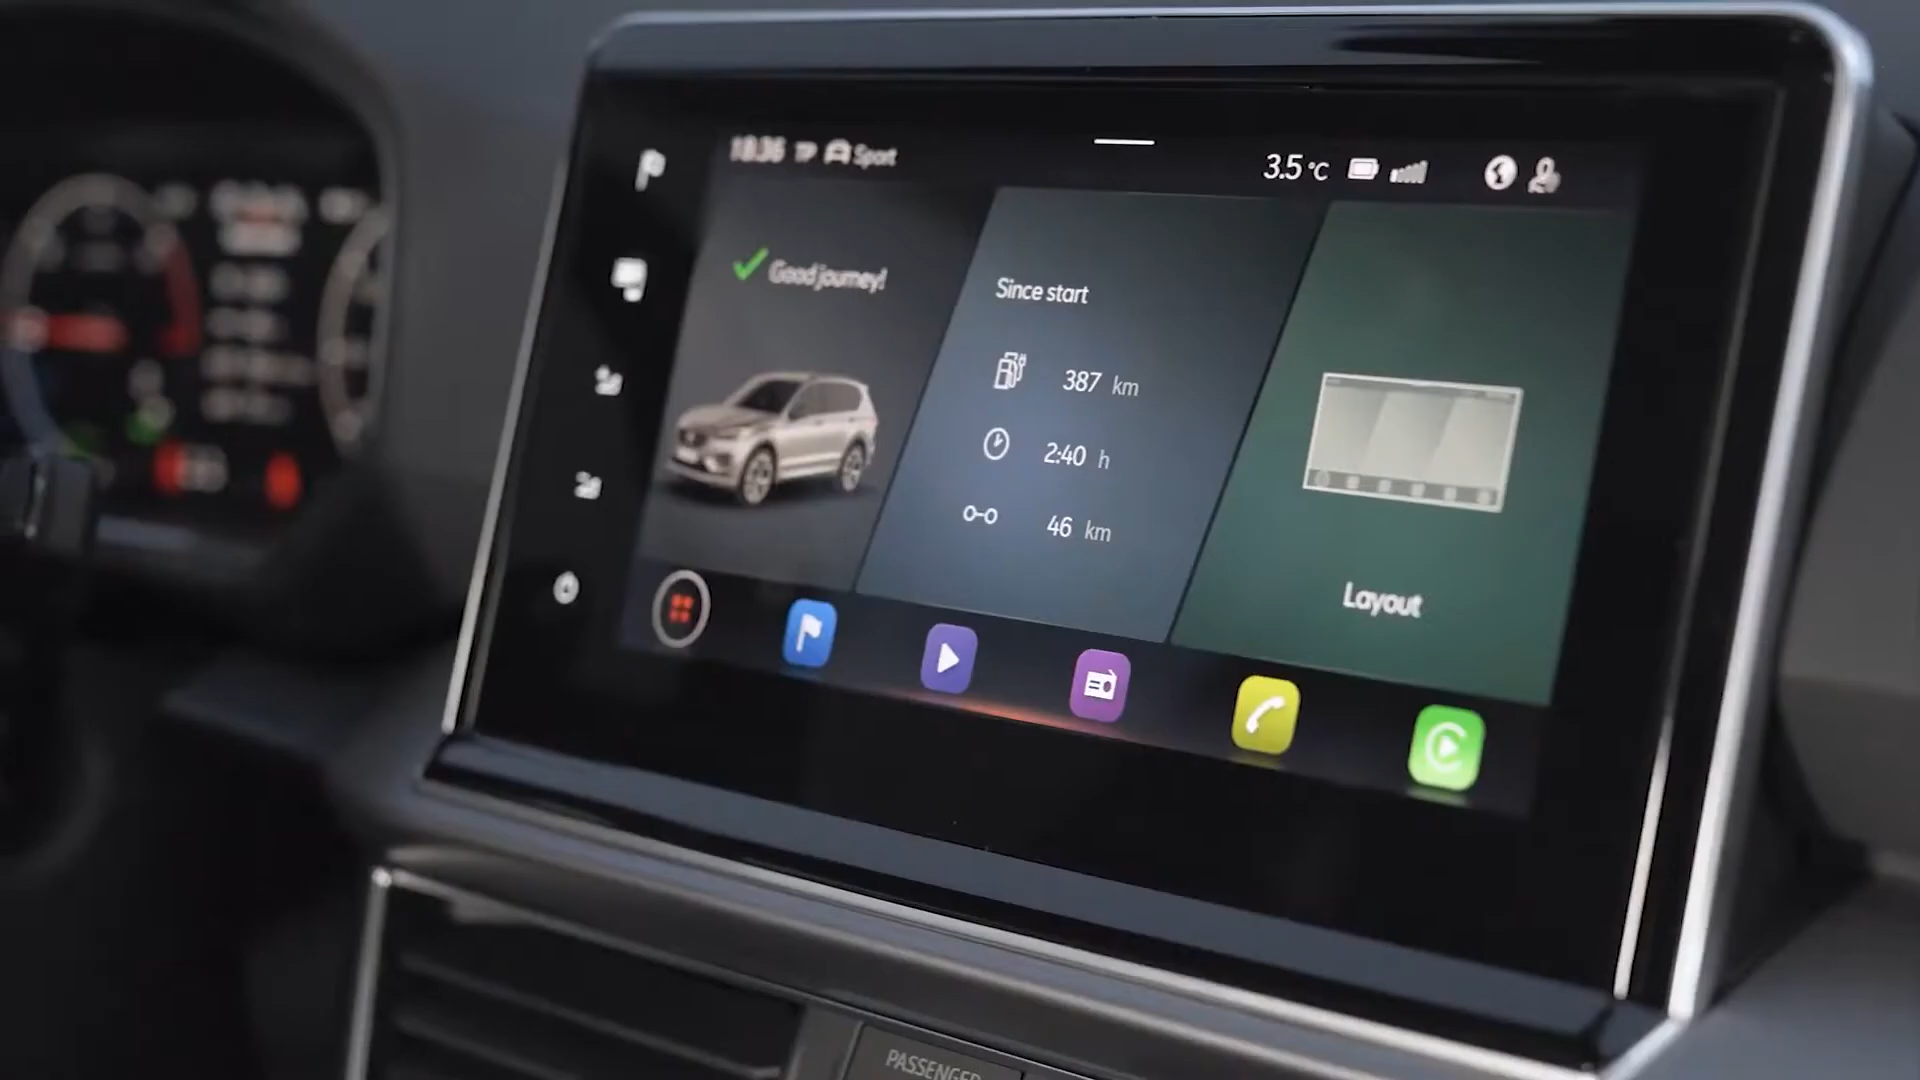 18:36 TP Sport
3.5 °C
Good journey!
Since start
387 km
2:40 h
46 km
Layout
PASSENGER